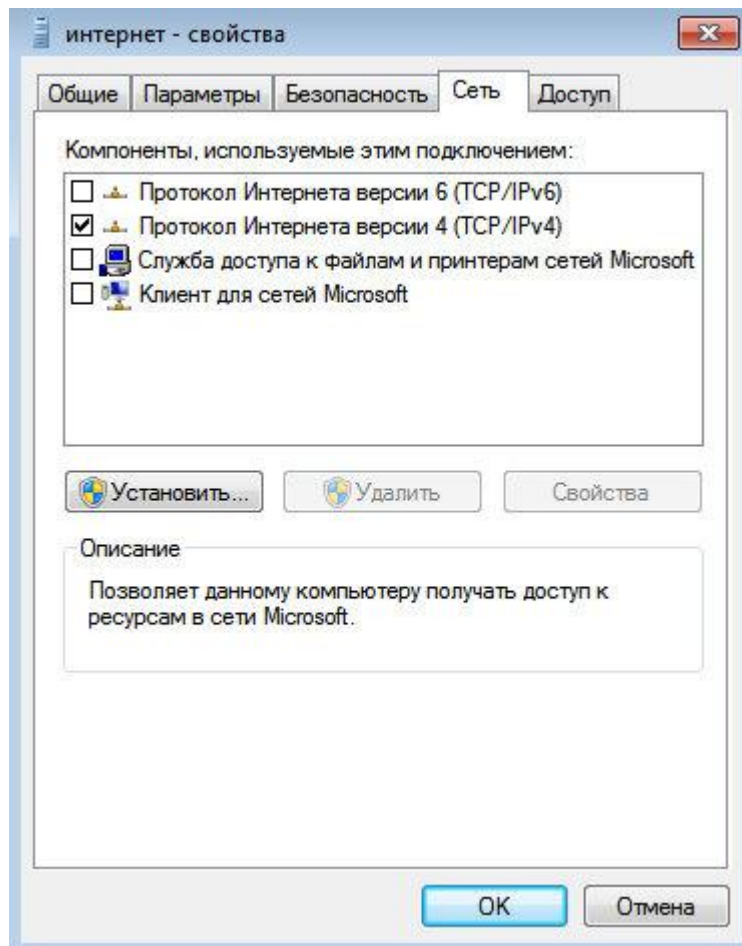 интернет - свойства
Общие Параметры Безопасность Сеть Доступ
Компоненты, используемые этим подключением:
Протокол Интернета версии 6 (TCP/IPv6)
Протокол Интернета версии 4 (TCP/IPv4)
Служба доступа к файлам и принтерам сетей Microsoft
Клиент для сетей Microsoft
Установить... Удалить Свойства
Описание
Позволяет данному компьютеру получать доступ к
ресурсам в сети Microsoft.
OK Отмена